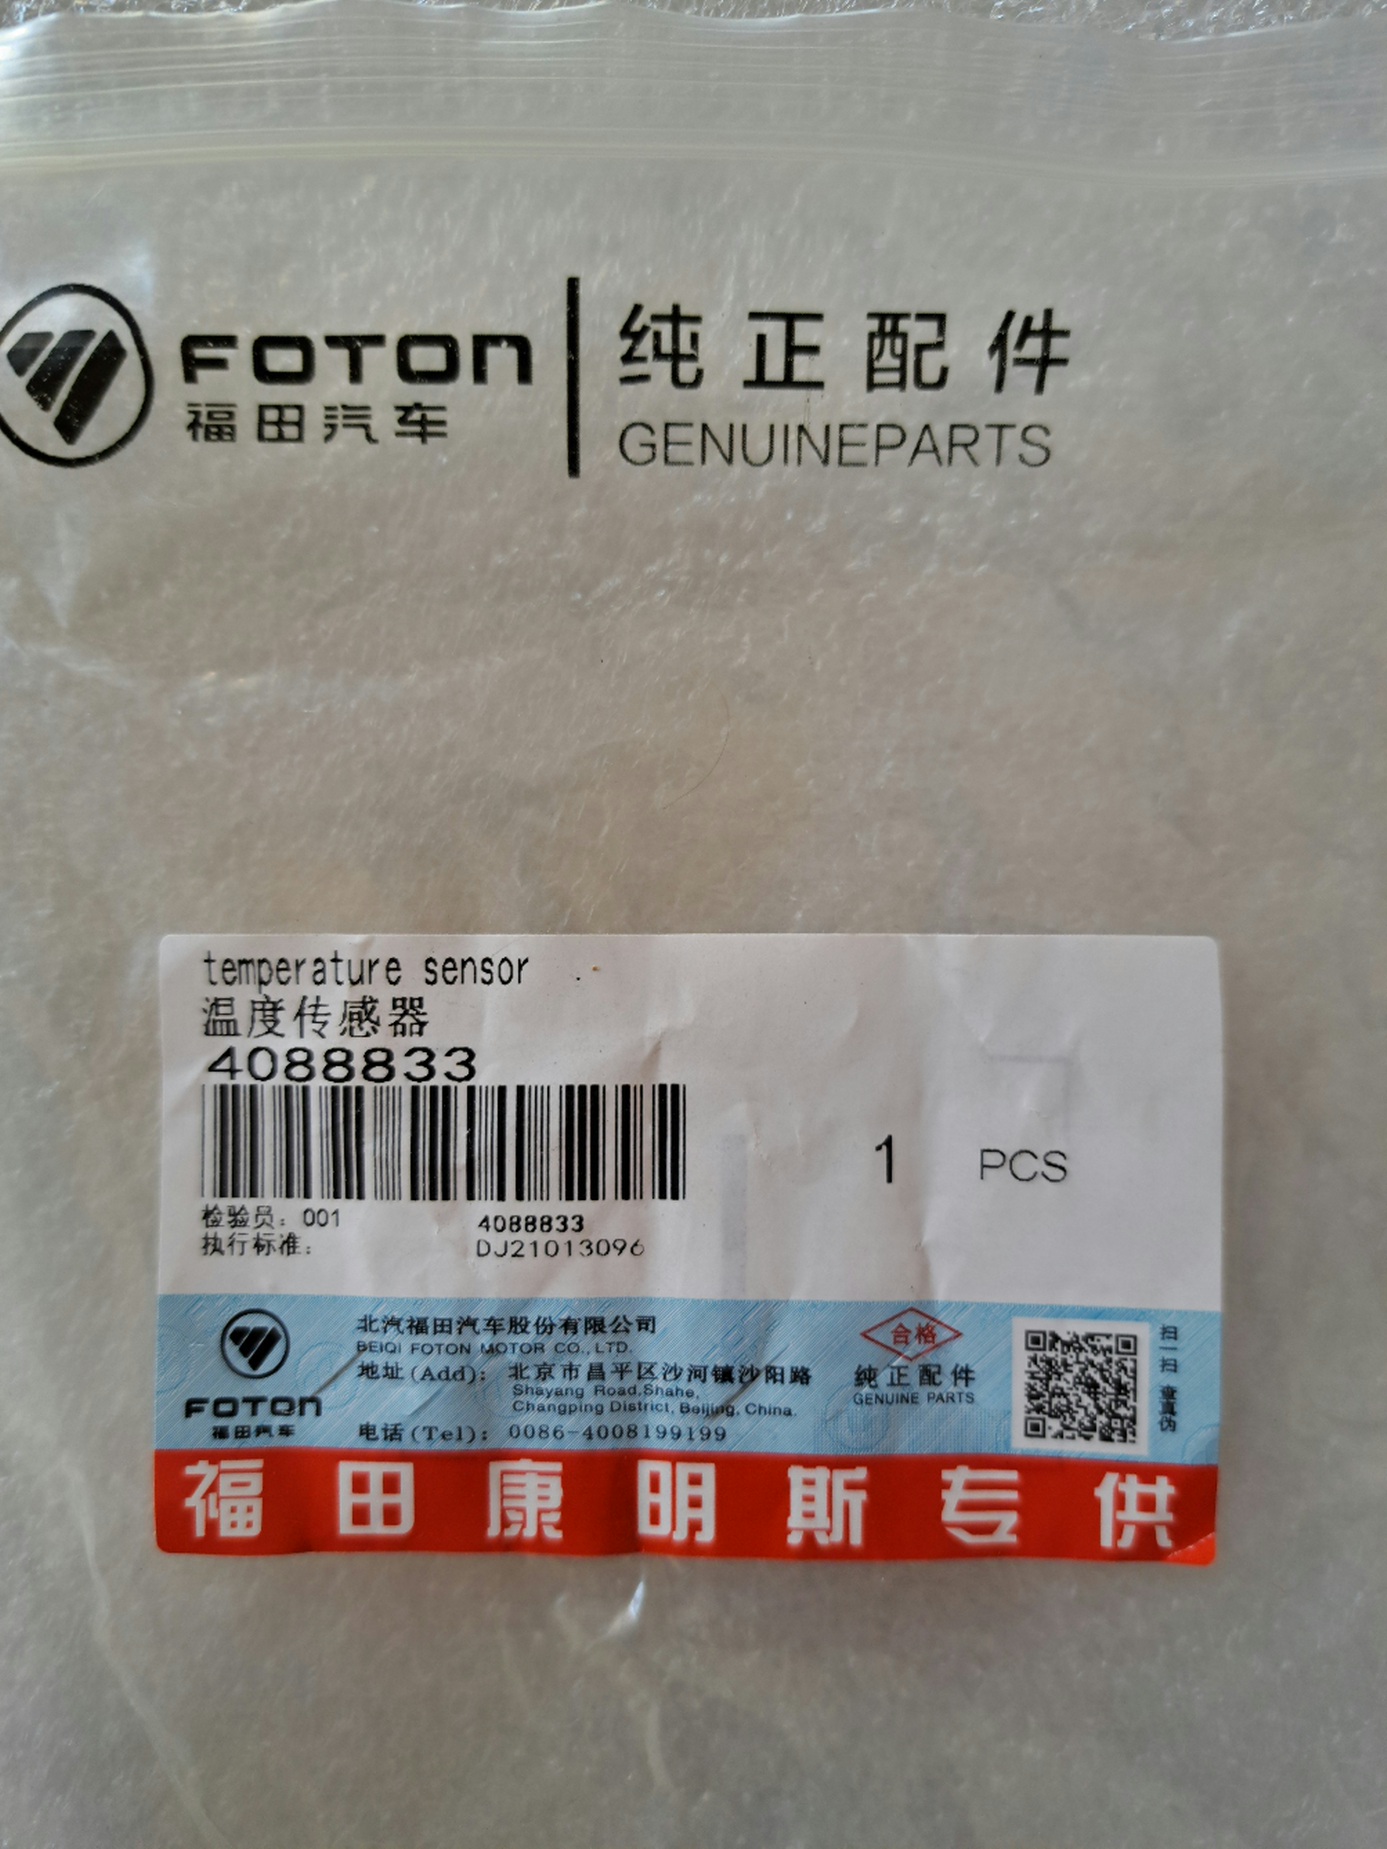 FOTON
福田汽车
纯正配件
GENUINEPARTS
temperature sensor
温度传感器
4088833
1 PCS
检验员：001 4088833
执行标准： DJ21013096
FOTON
福田汽车
北汽福田汽车股份有限公司
BEIQI FOTON MOTOR CO., LTD.
地址(Add)：北京市昌平区沙河镇沙阳路
Shayang Road,Shahe,
Changping District, Beijing, China.
电话(Tel)：0086-4008199199
合格
纯正配件
GENUINE PARTS
扫一扫 查真伪
福田康明斯专供